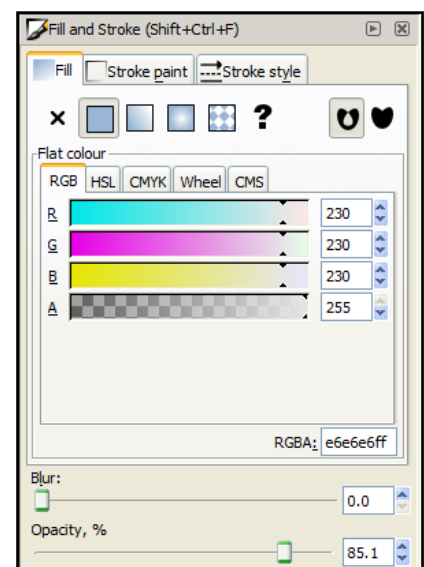 Fill and Stroke (Shift+Ctrl+F)
Fill Stroke paint Stroke style
?
Flat colour
RGB HSL CMYK Wheel CMS
R 230
G 230
B 230
A 255
RGBA: e6e6e6ff
Blur:
0.0
Opacity, %
85.1